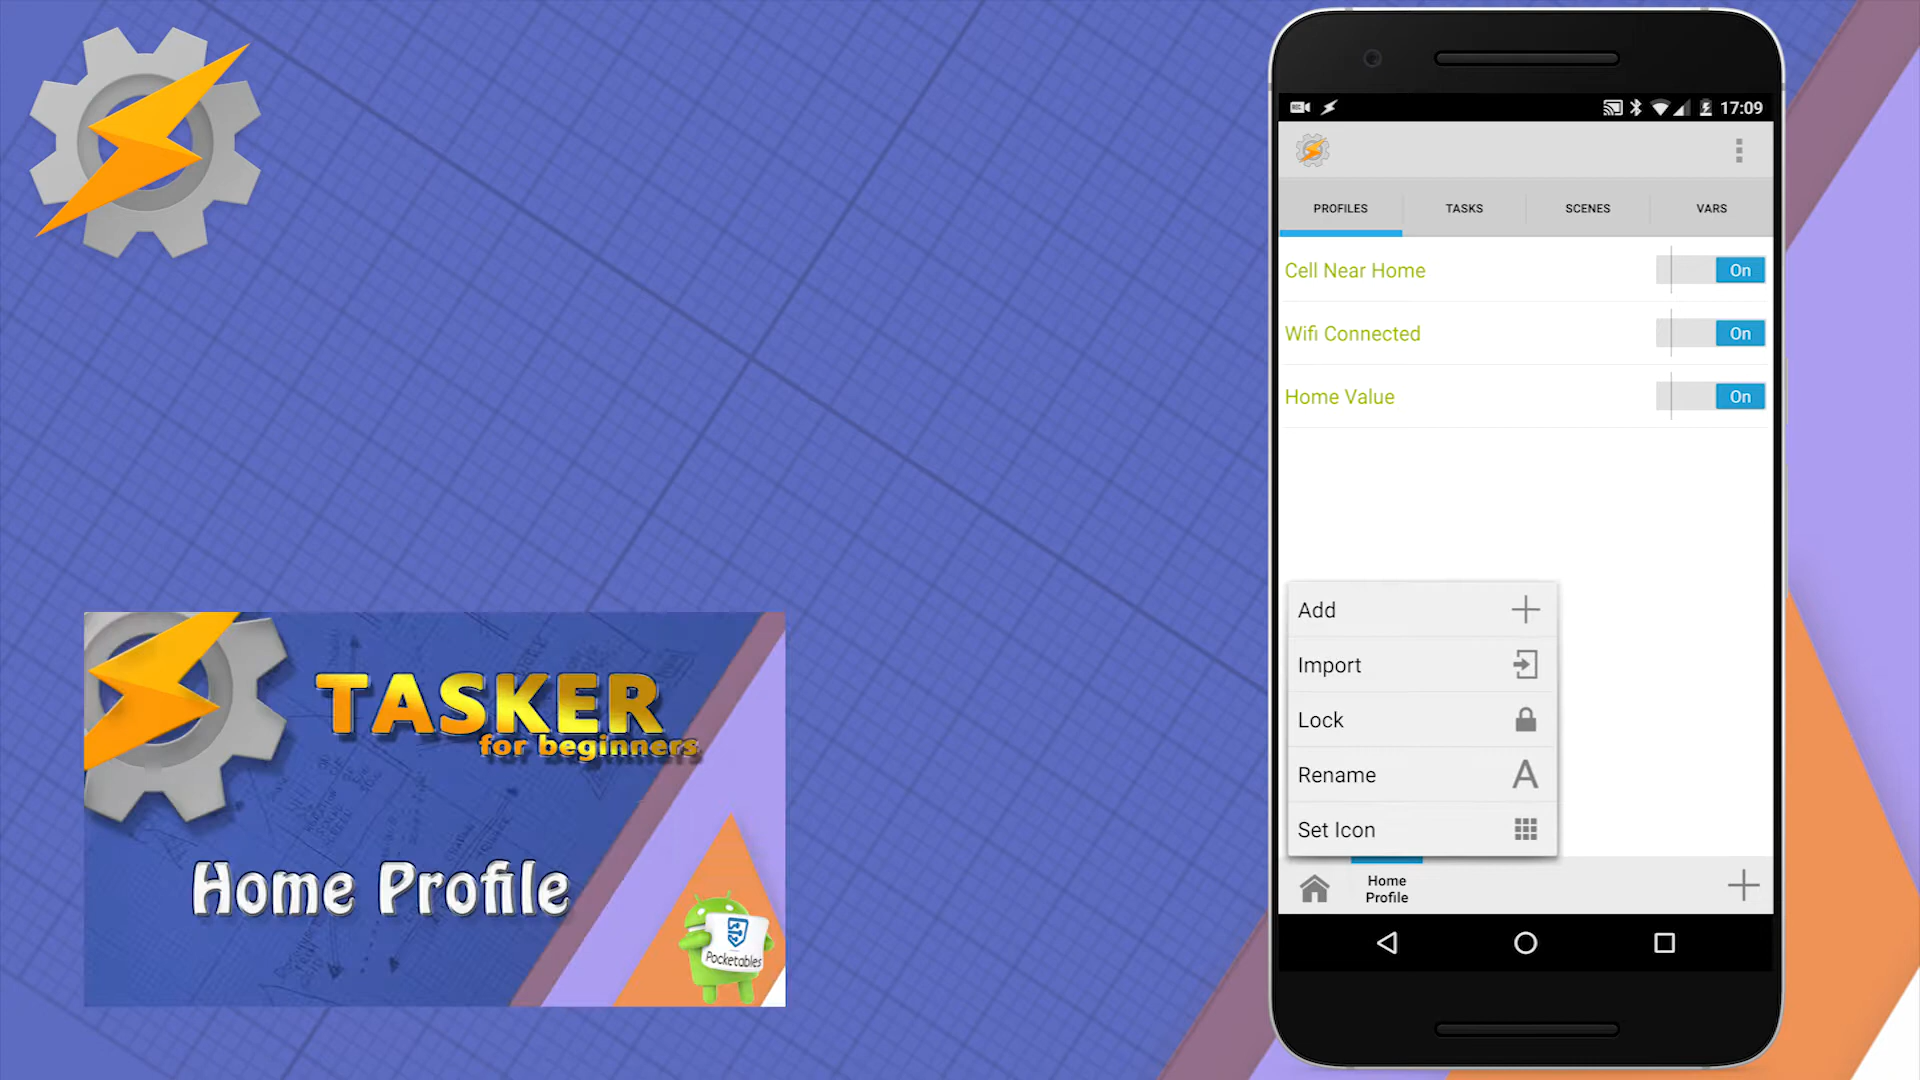 17:09
PROFILES TASKS SCENES VARS
Cell Near Home On
Wifi Connected On
Home Value On
Add
Import
Lock
Rename
Set Icon
Home
Profile
TASKER
for beginners
Home Profile
Pocketables